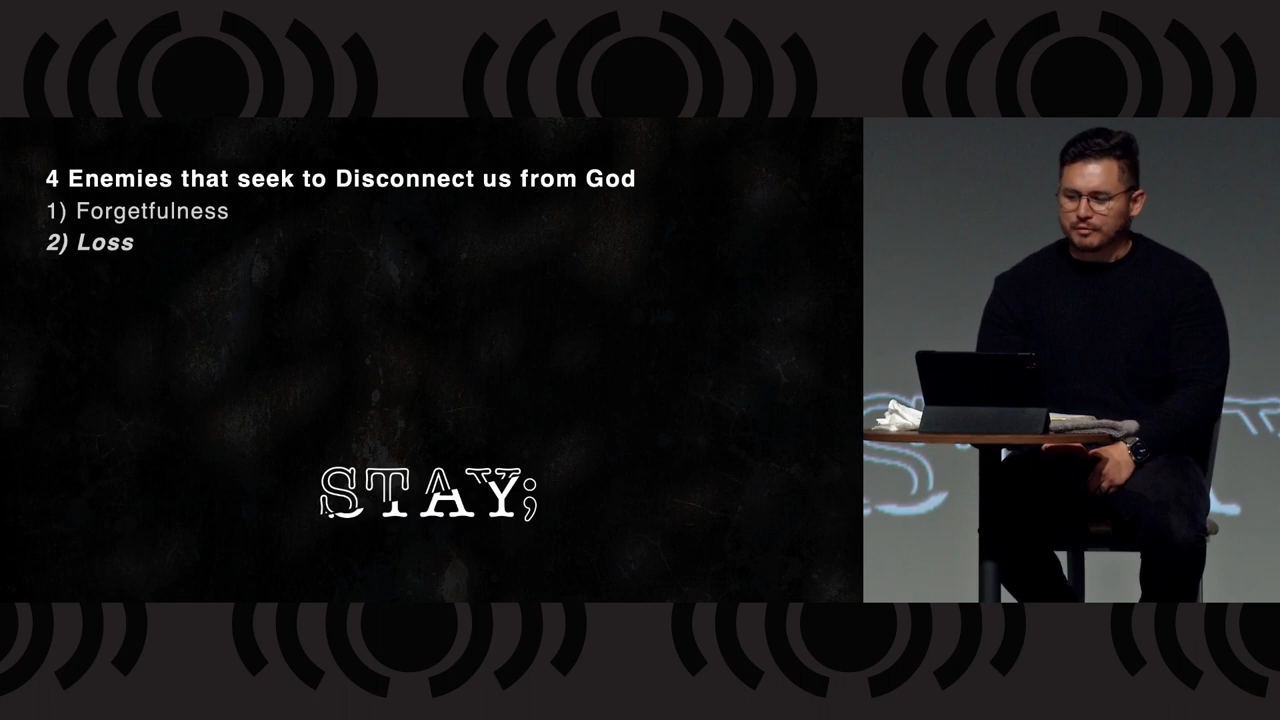 4 Enemies that seek to Disconnect us from God
1) Forgetfulness
2) Loss
STAY;